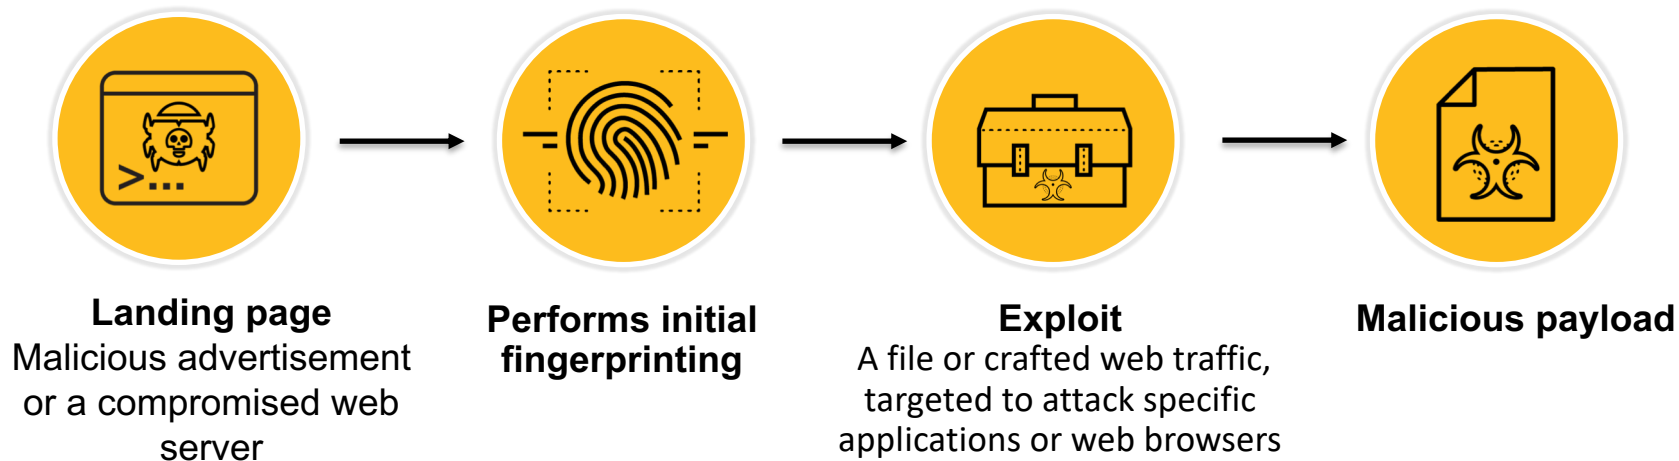 >...
Landing page
Malicious advertisement
or a compromised web
server
Performs initial
fingerprinting
Exploit
A file or crafted web traffic,
targeted to attack specific
applications or web browsers
Malicious payload